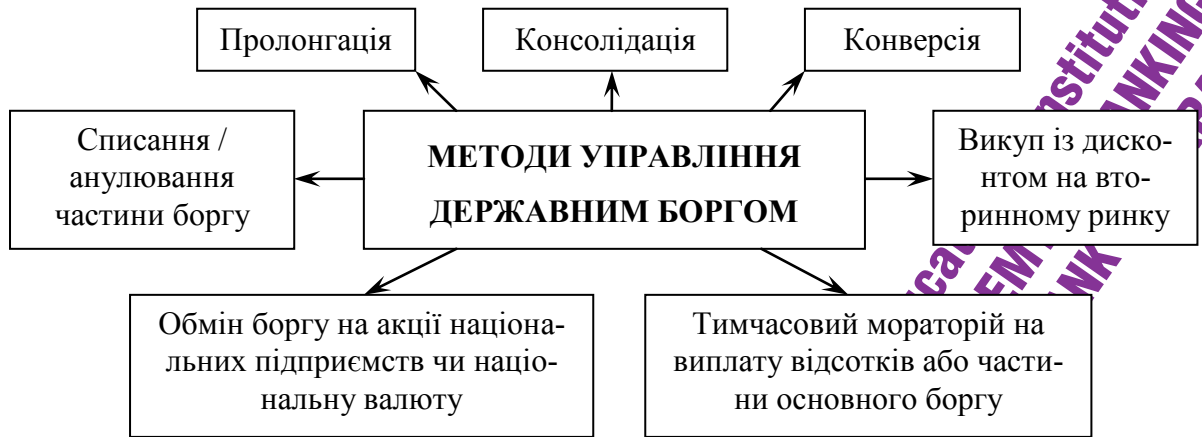 Пролонгація
Консолідація
Конверсія
Списання /
анулювання
частини боргу
МЕТОДИ УПРАВЛІННЯ
ДЕРЖАВНИМ БОРГОМ
Викуп із диско-
нтом на вто-
ринному ринку
Обмін боргу на акції націона-
льних підприємств чи націо-
нальну валюту
Тимчасовий мораторій на
виплату відсотків або части-
ни основного боргу